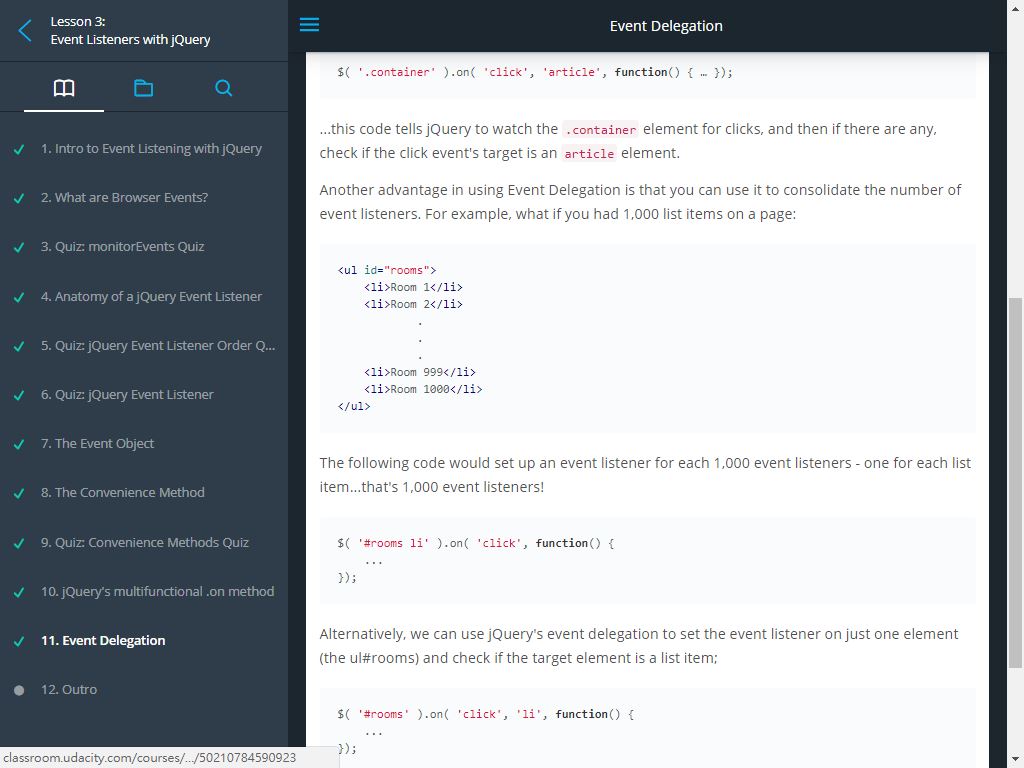 Lesson 3:
Event Listeners with jQuery
1. Intro to Event Listening with jQuery
2. What are Browser Events?
3. Quiz: monitorEvents Quiz
4. Anatomy of a jQuery Event Listener
5. Quiz: jQuery Event Listener Order Q...
6. Quiz: jQuery Event Listener
7. The Event Object
8. The Convenience Method
9. Quiz: Convenience Methods Quiz
10. jQuery's multifunctional .on method
11. Event Delegation
12. Outro
classroom.udacity.com/courses/.../50210784590923
Event Delegation
$( '.container' ).on( 'click', 'article', function() { … });
...this code tells jQuery to watch the .container element for clicks, and then if there are any,
check if the click event's target is an article element.
Another advantage in using Event Delegation is that you can use it to consolidate the number of
event listeners. For example, what if you had 1,000 list items on a page:
<ul id="rooms">
<li>Room 1</li>
<li>Room 2</li>
.
.
.
<li>Room 999</li>
<li>Room 1000</li>
</ul>
The following code would set up an event listener for each 1,000 event listeners - one for each list
item...that's 1,000 event listeners!
$( '#rooms li' ).on( 'click', function() {
...
});
Alternatively, we can use jQuery's event delegation to set the event listener on just one element
(the ul#rooms) and check if the target element is a list item;
$( '#rooms' ).on( 'click', 'li', function() {
...
});